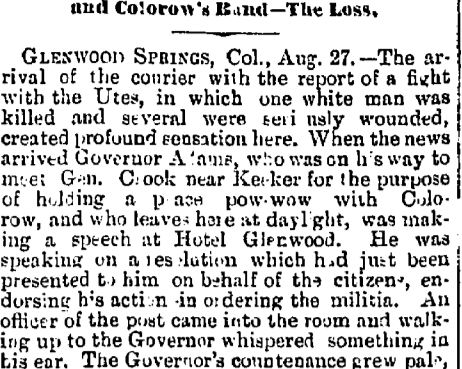 and Colorow's Band—The Loss.
GLENWOOD SPRINGS, Col., Aug. 27.—The ar-
rival of the courier with the report of a fight
with the Utes, in which one white man was
killed and several were seriously wounded,
created profound sensation here. When the news
arrived Governor Adams, who was on his way to
meet Gen. Crook near Keeker for the purpose
of holding a peace pow-wow with Colo-
row, and who leaves here at daylight, was mak-
ing a speech at Hotel Glenwood. He was
speaking on a resolution which had just been
presented to him on behalf of the citizens, en-
dorsing his action in ordering the militia. An
officer of the post came into the room and walk-
ing up to the Governor whispered something in
his ear. The Governor's countenance grew pale,